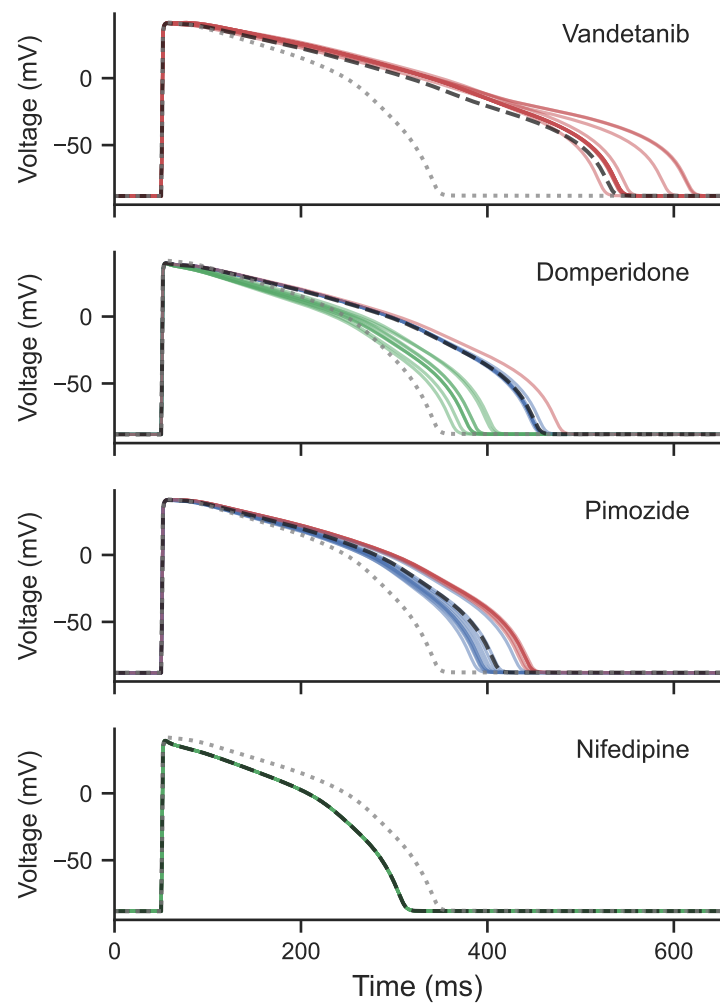 Vandetanib
Voltage (mV)
0
−50
Domperidone
Voltage (mV)
0
−50
Pimozide
Voltage (mV)
0
−50
Nifedipine
Voltage (mV)
0
−50
0 200 400 600
Time (ms)